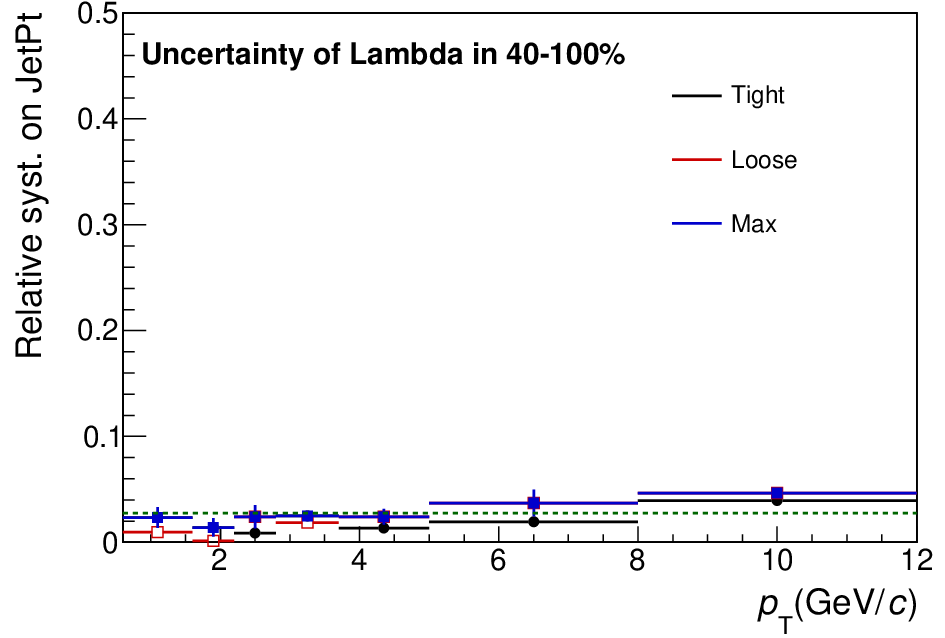 Uncertainty of Lambda in 40-100%
Relative syst. on JetPt
0.5
0.4
0.3
0.2
0.1
0
Tight
Loose
Max
2 4 6 8 10 12
pT(GeV/c)